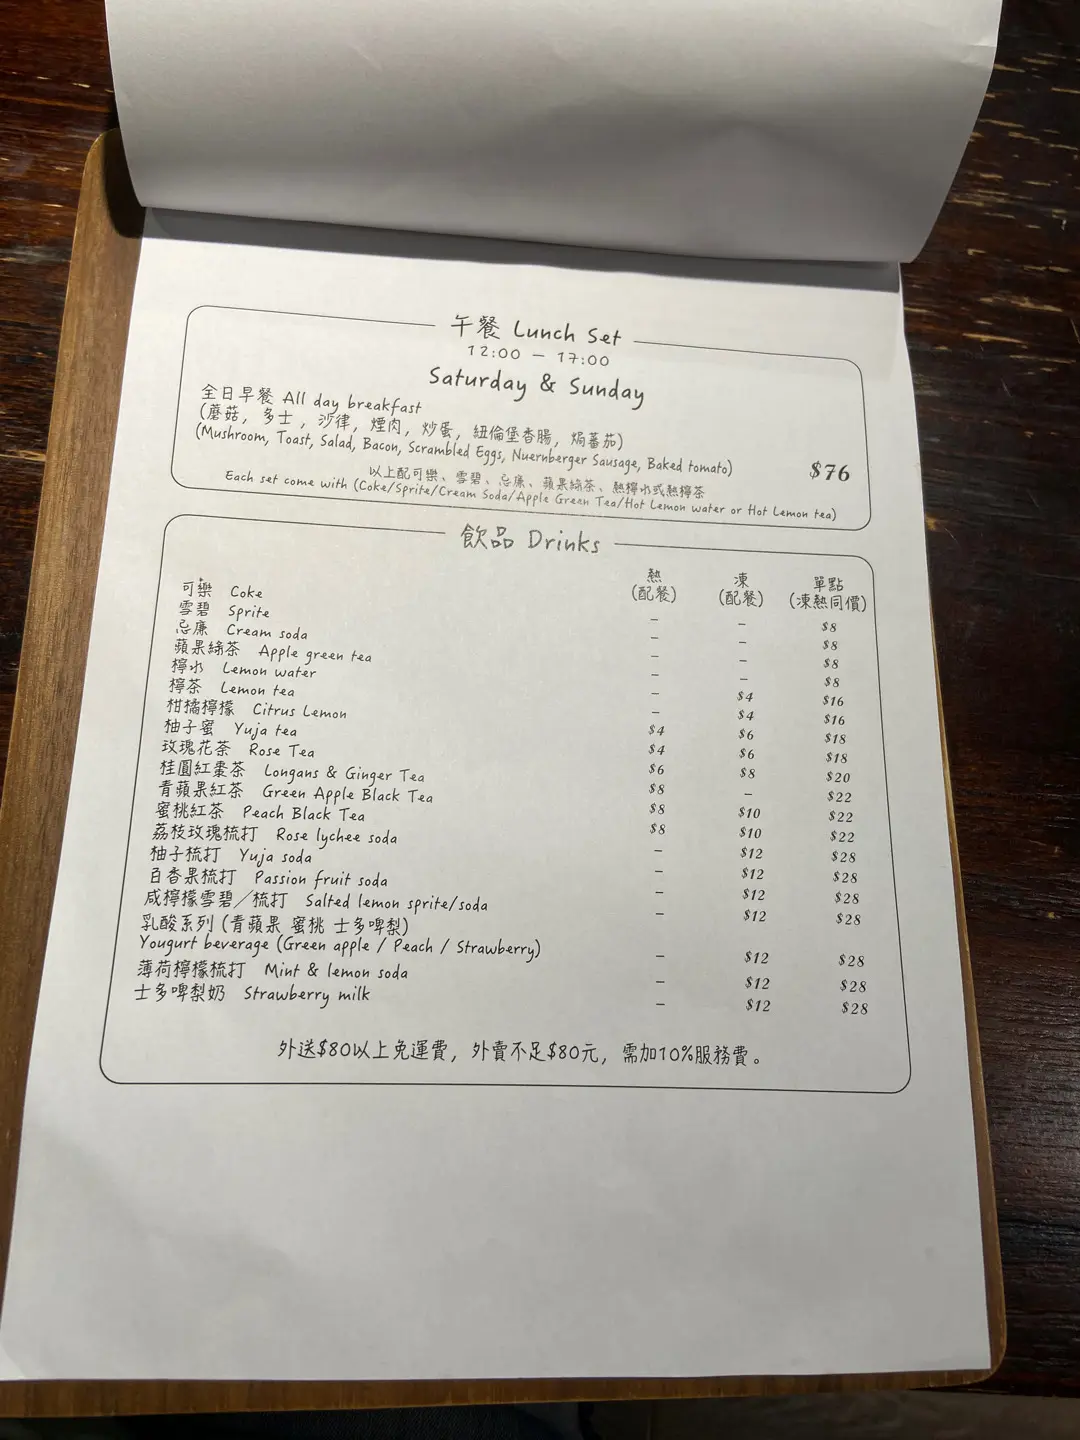 午餐 Lunch Set
12:00 — 17:00
Saturday & Sunday
全日早餐 All day breakfast
(蘑菇, 多士, 沙律, 煙肉, 炒蛋, 紐倫堡香腸, 焗蕃茄)
(Mushroom, Toast, Salad, Bacon, Scrambled Eggs, Nuernberger Sausage, Baked tomato) $76
以上配可樂、雪碧、忌廉、蘋果綠茶、熱檸水或熱檸茶
Each set come with (Coke/Sprite/Cream Soda/Apple Green Tea/Hot Lemon water or Hot Lemon tea)
飲品 Drinks
熱 凍 單點
(配餐) (配餐) (凍熱同價)
可樂 Coke – – $8
雪碧 Sprite – – $8
忌廉 Cream soda – – $8
蘋果綠茶 Apple green tea – – $8
檸水 Lemon water – $4 $16
檸茶 Lemon tea – $4 $16
柑橘檸檬 Citrus Lemon $4 $6 $18
柚子蜜 Yuja tea $4 $6 $18
玫瑰花茶 Rose Tea $6 $8 $20
桂圓紅棗茶 Longans & Ginger Tea $8 – $22
青蘋果紅茶 Green Apple Black Tea $8 $10 $22
蜜桃紅茶 Peach Black Tea $8 $10 $22
荔枝玫瑰梳打 Rose lychee soda – $12 $28
柚子梳打 Yuja soda – $12 $28
百香果梳打 Passion fruit soda – $12 $28
咸檸檬雪碧／梳打 Salted lemon sprite/soda – $12 $28
乳酸系列 (青蘋果 蜜桃 士多啤梨)
Yougurt beverage (Green apple / Peach / Strawberry) – $12 $28
薄荷檸檬梳打 Mint & lemon soda – $12 $28
士多啤梨奶 Strawberry milk – $12 $28
外送$80以上免運費，外賣不足$80元，需加10%服務費。